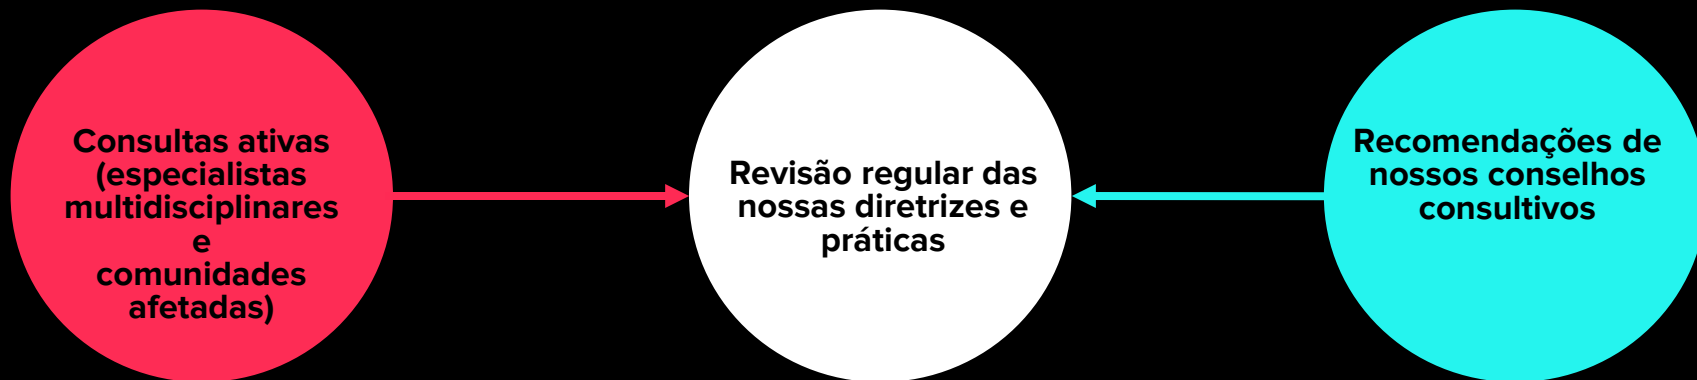 Consultas ativas
(especialistas
multidisciplinares
e
comunidades
afetadas)
Revisão regular das
nossas diretrizes e
práticas
Recomendações de
nossos conselhos
consultivos